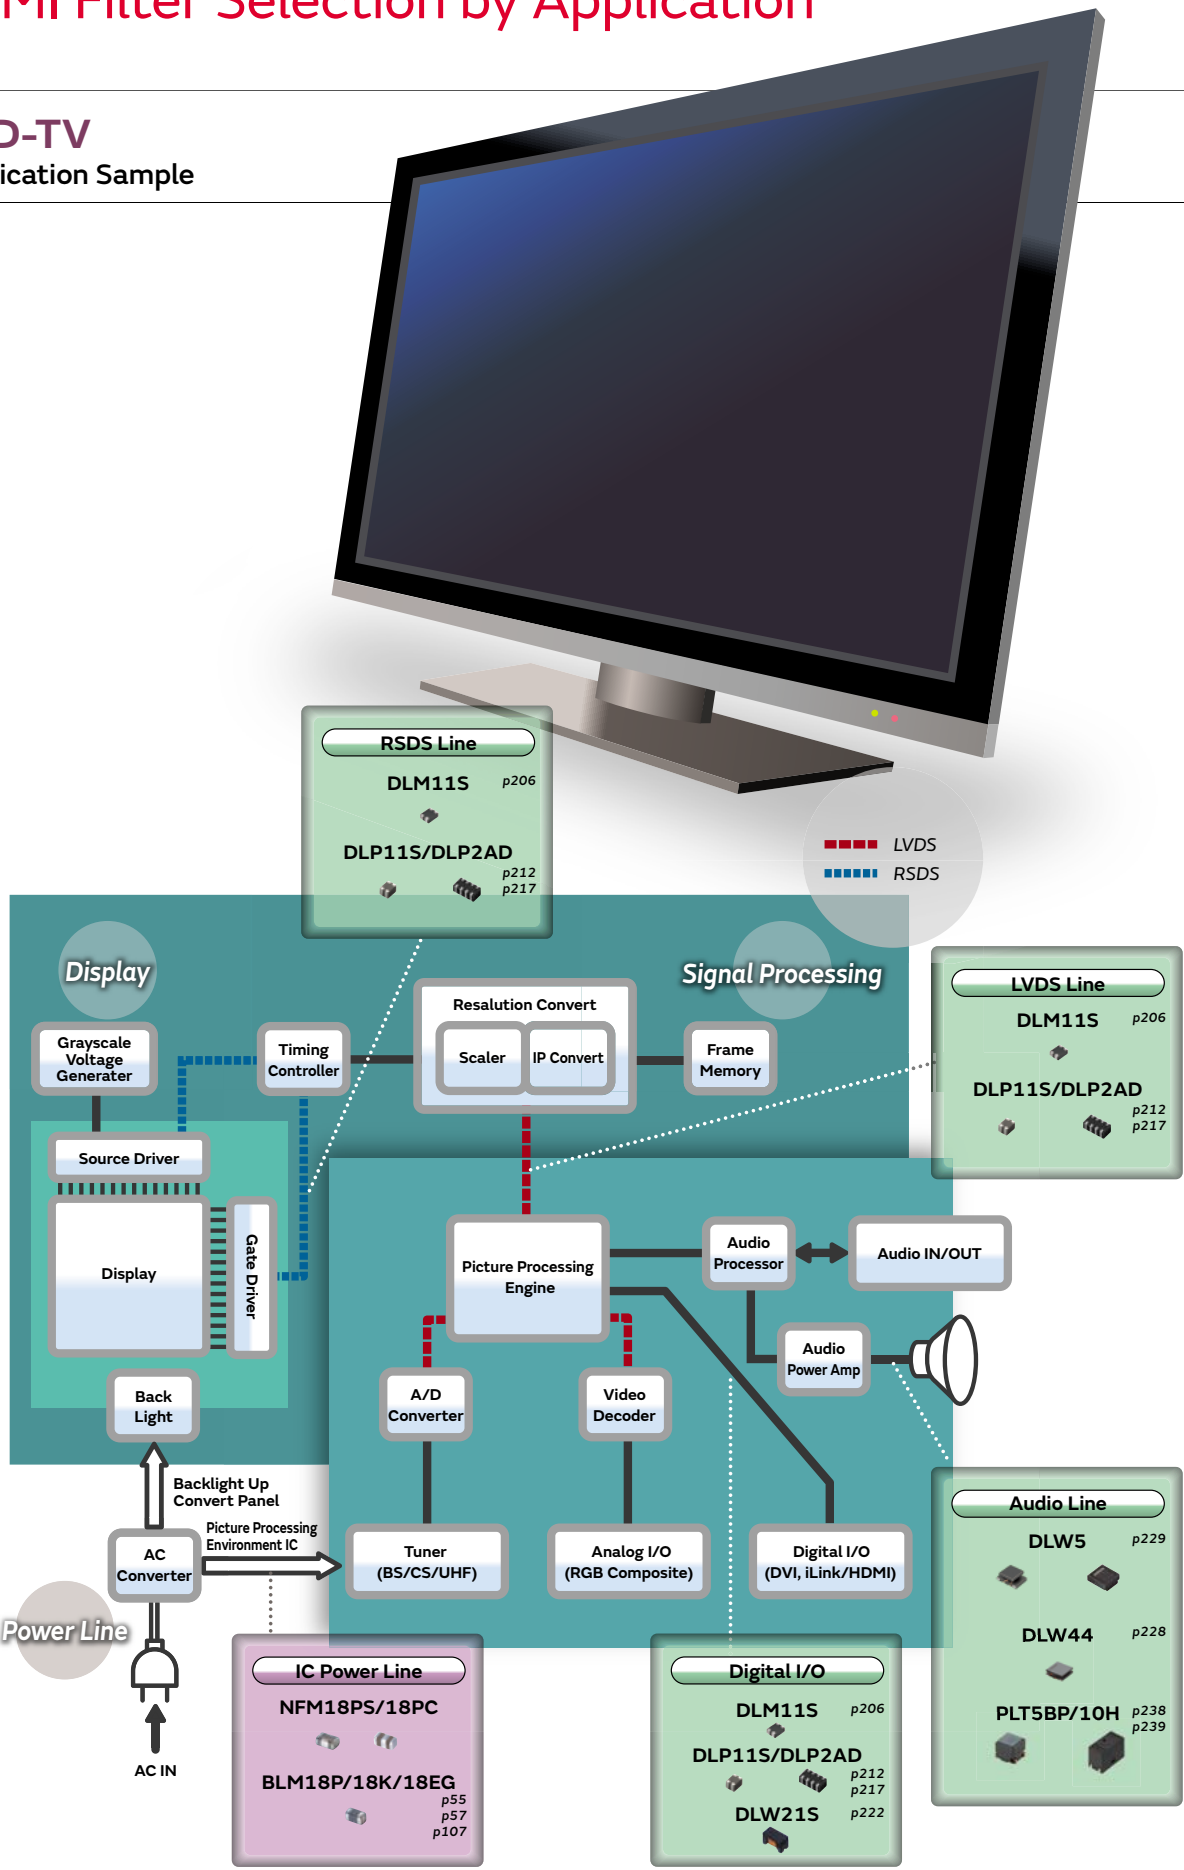 MI Filter Selection by Application
D-TV
ication Sample
RSDS Line
DLM11S p206
DLP11S/DLP2AD
p212
p217
LVDS
RSDS
Display
Signal Processing
LVDS Line
DLM11S p206
DLP11S/DLP2AD
p212
p217
Resalution Convert
Scaler
IP Convert
Grayscale
Voltage
Generater
Timing
Controller
Frame
Memory
Source Driver
Display
Gate Driver
Back
Light
Picture Processing
Engine
Audio
Processor
Audio IN/OUT
Audio
Power Amp
A/D
Converter
Video
Decoder
Backlight Up
Convert Panel
Picture Processing
Environment IC
AC
Converter
Tuner
(BS/CS/UHF)
Analog I/O
(RGB Composite)
Digital I/O
(DVI, iLink/HDMI)
Power Line
AC IN
Audio Line
DLW5 p229
DLW44 p228
PLT5BP/10H p238
p239
IC Power Line
NFM18PS/18PC
BLM18P/18K/18EG
p55
p57
p107
Digital I/O
DLM11S p206
DLP11S/DLP2AD
p212
p217
DLW21S p222